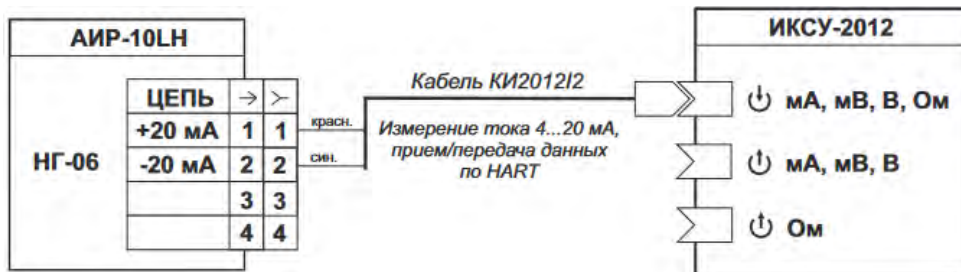 АИР-10LH
ИКСУ-2012
НГ-06
ЦЕПЬ
+20 мА 1 1 красн.
-20 мА 2 2 син.
3 3
4 4
Кабель КИ2012I2
Измерение тока 4...20 мА,
прием/передача данных
по HART
мА, мВ, В, Ом
мА, мВ, В
Ом